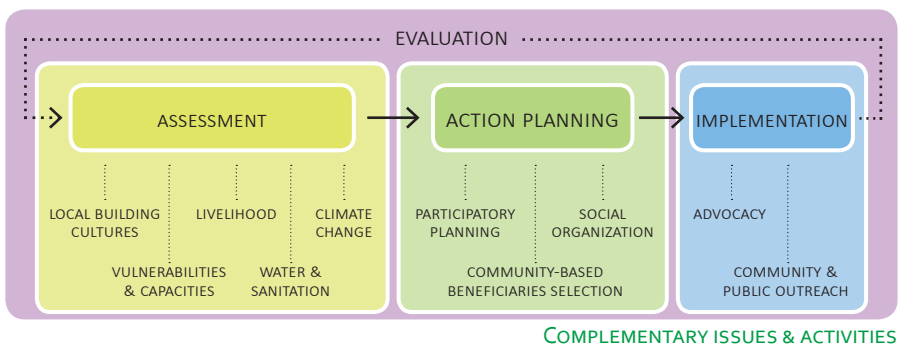 EVALUATION
ASSESSMENT
ACTION PLANNING
IMPLEMENTATION
LOCAL BUILDING
CULTURES
VULNERABILITIES
& CAPACITIES
LIVELIHOOD
WATER &
SANITATION
CLIMATE
CHANGE
PARTICIPATORY
PLANNING
COMMUNITY-BASED
BENEFICIARIES SELECTION
SOCIAL
ORGANIZATION
ADVOCACY
COMMUNITY &
PUBLIC OUTREACH
COMPLEMENTARY ISSUES & ACTIVITIES